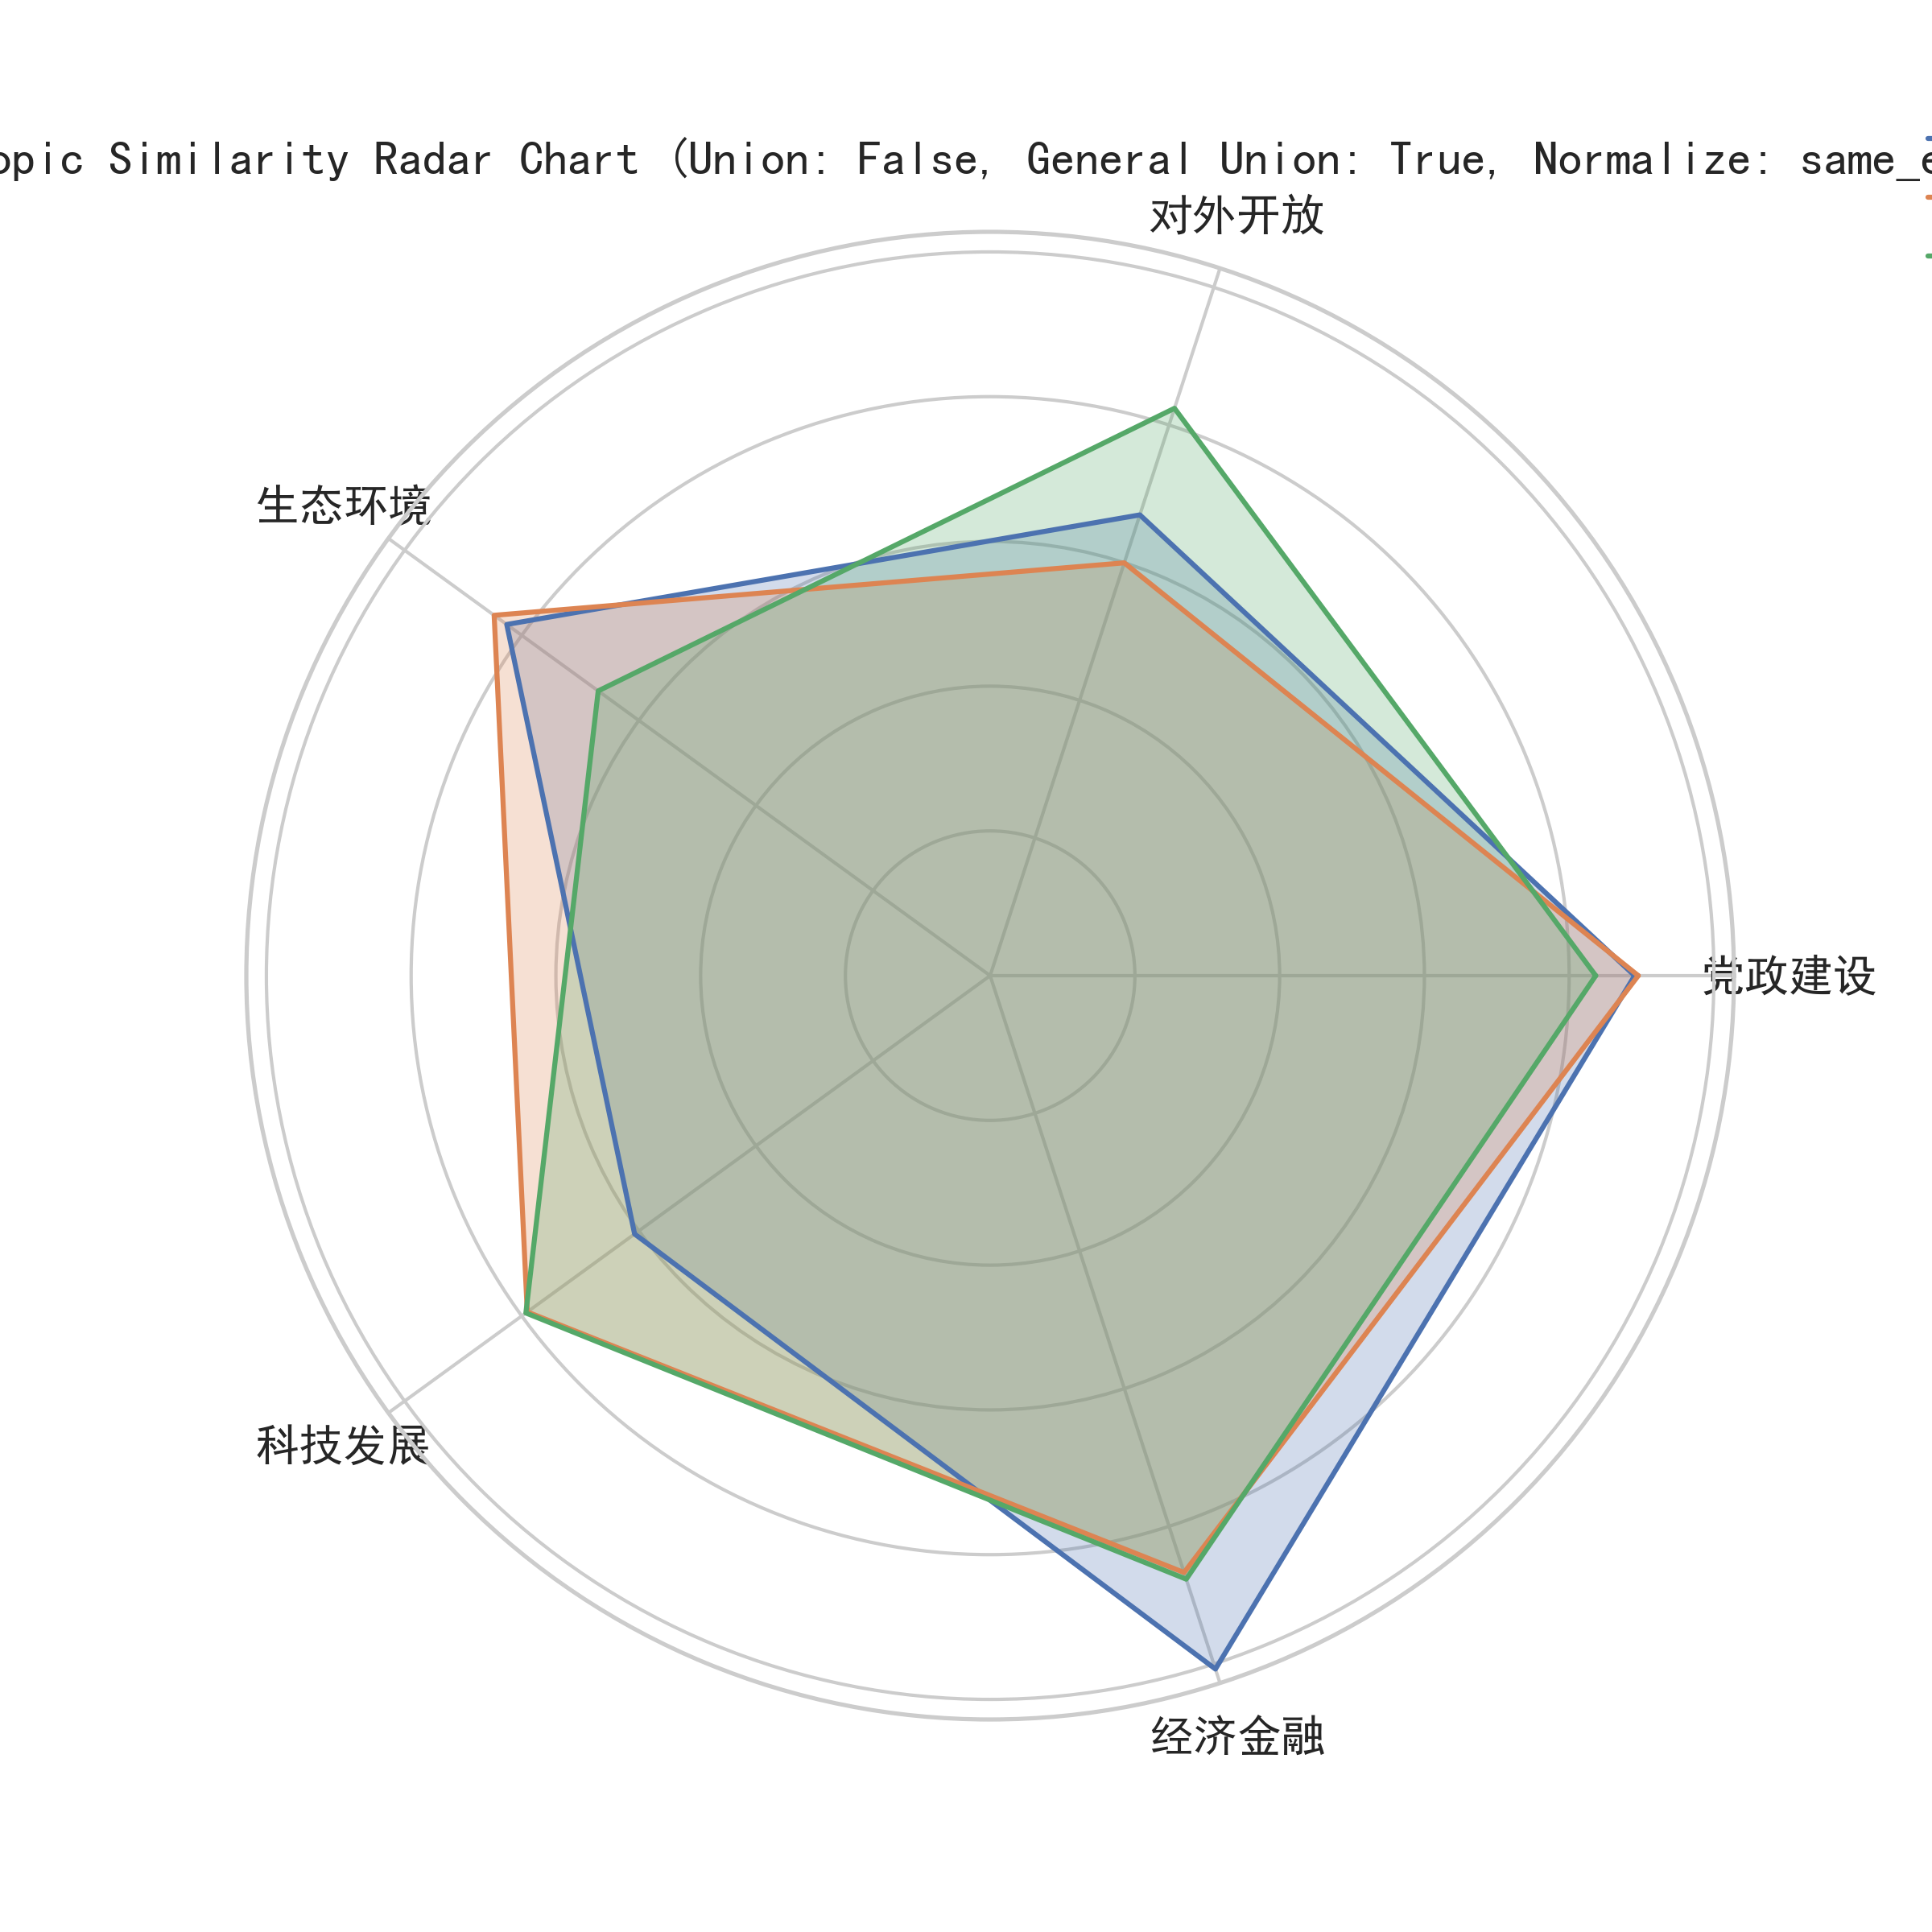 opic Similarity Radar Chart (Union: False, General Union: True, Normalize: same_e
对外开放
生态环境
党政建设
科技发展
经济金融